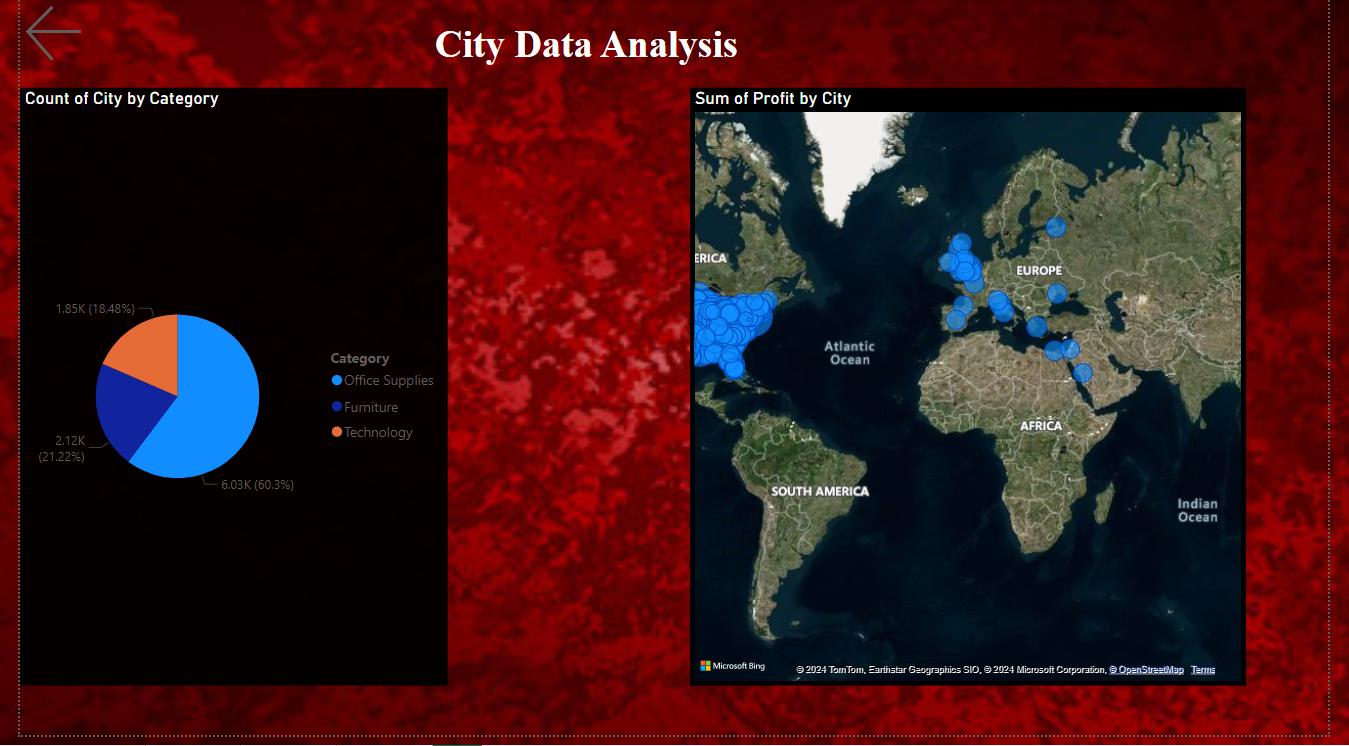 City Data Analysis
Count of City by Category
1.85K (18.48%)
2.12K
(21.22%)
6.03K (60.3%)
Category
Office Supplies
Furniture
Technology
Sum of Profit by City
ERICA
EUROPE
Atlantic
Ocean
AFRICA
SOUTH AMERICA
Indian
Ocean
Microsoft Bing
© 2024 TomTom, Earthstar Geographics SIO, © 2024 Microsoft Corporation, © OpenStreetMap Terms